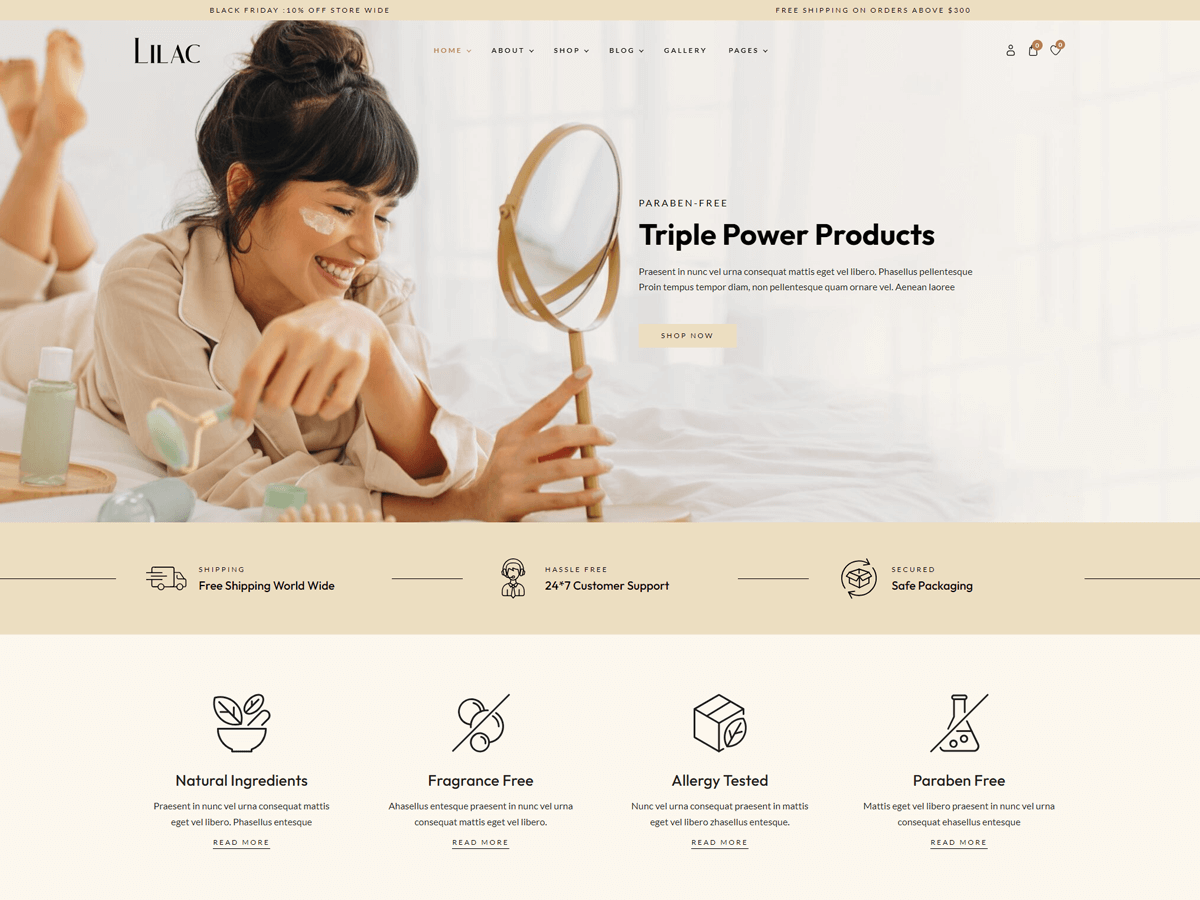 BLACK FRIDAY :10% OFF STORE WIDE
FREE SHIPPING ON ORDERS ABOVE $300
LILAC
HOME
ABOUT
SHOP
BLOG
GALLERY
PAGES
0
0
PARABEN-FREE
Triple Power Products
Praesent in nunc vel urna consequat mattis eget vel libero. Phasellus pellentesque
Proin tempus tempor diam, non pellentesque quam ornare vel. Aenean laoree
SHOP NOW
SHIPPING
Free Shipping World Wide
HASSLE FREE
24*7 Customer Support
SECURED
Safe Packaging
Natural Ingredients
Praesent in nunc vel urna consequat mattis
eget vel libero. Phasellus entesque
READ MORE
Fragrance Free
Ahasellus entesque praesent in nunc vel urna
consequat mattis eget vel libero.
READ MORE
Allergy Tested
Nunc vel urna consequat praesent in mattis
eget vel libero zhasellus entesque.
READ MORE
Paraben Free
Mattis eget vel libero praesent in nunc vel urna
consequat ehasellus entesque
READ MORE